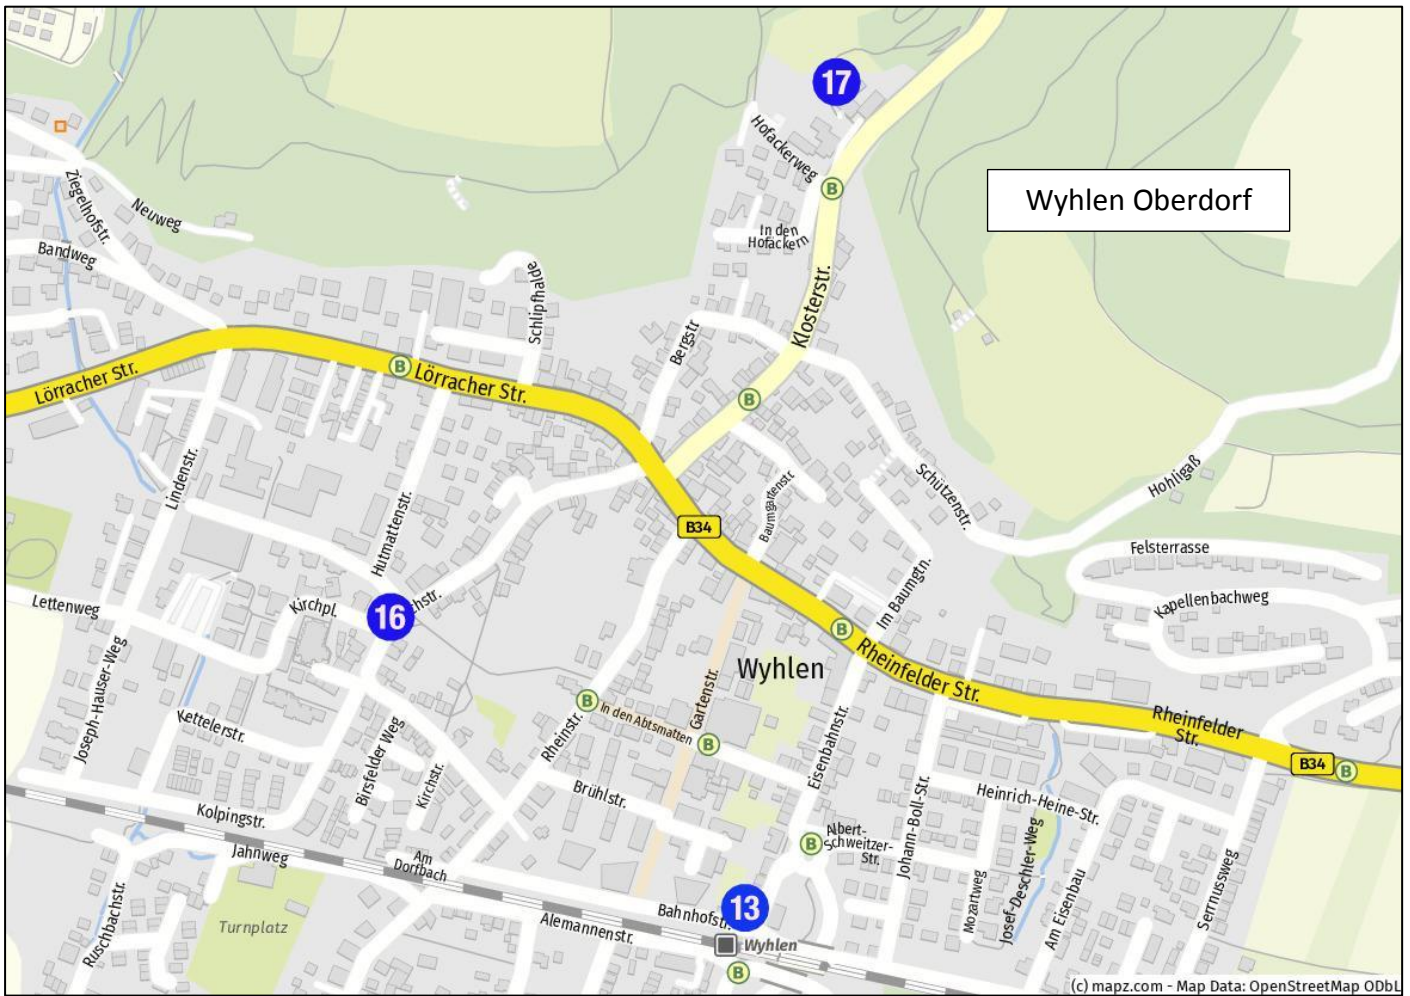 17
Hofackerweg
B
Wyhlen Oberdorf
Ziegelhofstr.
Neuweg
Bandweg
In den
Hofäckern
Schlipfhalde
Klosterstr.
Bergstr
B
Lörracher Str.
Lörracher Str.
B
Lindenstr.
Hutmattenstr.
Baumgartenstr
Schützenstr.
Hohligaß
B34
Felsterrasse
Kapellenbachweg
Im Baumgtn.
Lettenweg
Kirchpl.
16
chstr.
B
Joseph-Hauser-Weg
Wyhlen
Rheinfelder Str.
Rheinfelder
Str.
B34
B
Kettelerstr.
Birsfelder Weg
Kirchstr.
Rheinstr.
B
In den Abtsmatten
B
Gartenstr.
Eisenbahnstr.
Johann-Boll-Str.
Heinrich-Heine-Str.
Brühlstr.
Kolpingstr.
Jahnweg
Am
Dorfbach
B
Albert-
Schweitzer-
Str.
Mozartweg
Josef-Deschler-Weg
Am Eisenbau
Serrnussweg
Ruschbachstr.
Turnplatz
Alemannenstr.
Bahnhofstr.
13
Wyhlen
B
(c) mapz.com - Map Data: OpenStreetMap ODbL